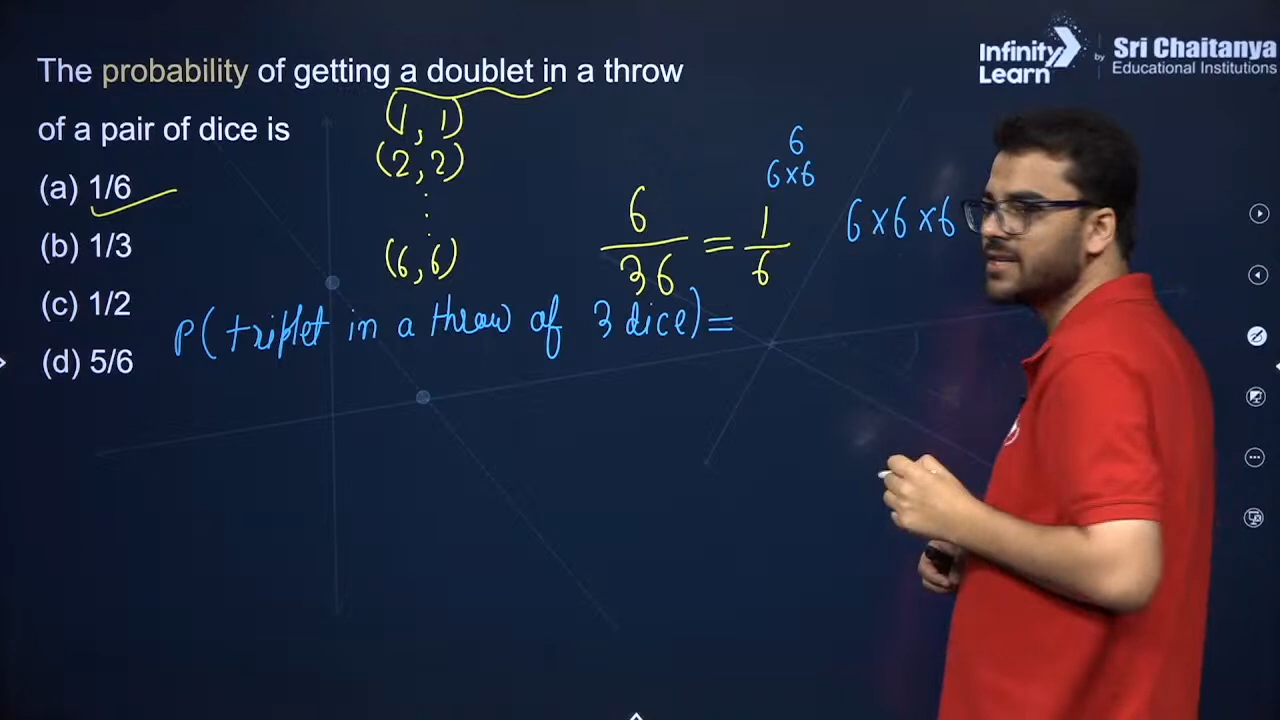 The probability of getting a doublet in a throw
of a pair of dice is
(a) 1/6
(b) 1/3
(c) 1/2
(d) 5/6
(1, 1)
(2, 2)
⋮
(6, 6)
6/36 = 1/6
6
6×6
6×6×6
P(triplet in a throw of 3 dice) =
Infinity Learn
by
Sri Chaitanya
Educational Institutions